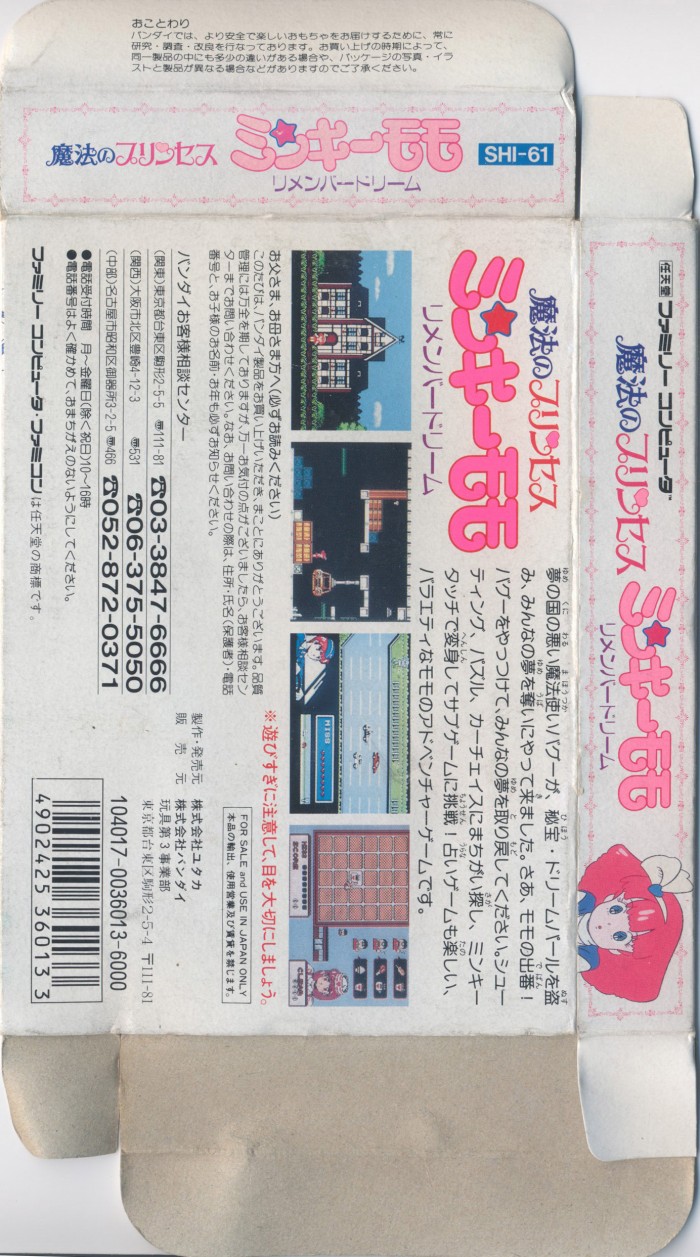 おことわり
バンダイでは、より安全で楽しいおもちゃをお届けするために、常に
研究・調査・改良を行なっております。お買い上げの時期によって、
同一製品の中にも多少の違いがある場合や、パッケージの写真・イラ
ストと製品が異なる場合などがありますのでご了承ください。
魔法のプリンセス
ミンキーモモ
リメンバードリーム
SHI-61
任天堂 ファミリー コンピュータ
魔法のプリンセス
ミンキーモモ
リメンバードリーム
魔法のプリンセス
ミンキーモモ
リメンバードリーム
夢の国の悪い魔法使いバグーが、秘宝・ドリームパールを盗
み、みんなの夢を奪いにやって来ました。さあ、モモの出番！
バグーをやっつけて、みんなの夢を取り戻してください。シュー
ティング、パズル、カーチェイスにまちがい探し、ミンキー
タッチで変身してサブゲームに挑戦！占いゲームも楽しい、
バラエティなモモのアドベンチャーゲームです。
MISS
SCORE
お父さま、お母さま方へ(必ずお読みください)
このたびは、バンダイ製品をお買い上げいただき、まことにありがとうございます。品質
管理には万全を期しておりますが、万一お気付の点がございましたら、お客様相談セン
ターまでお問い合わせください。なお、お問い合わせの際は、住所・氏名(保護者)・電話
番号と、お子様のお名前・お年も必ずお知らせください。
バンダイお客様相談センター
(関東)東京都台東区駒形2-5-5 〠111-81 ☎03-3847-6666
(関西)大阪市北区豊崎4-12-3 〠531 ☎06-375-5050
(中部)名古屋市昭和区御器所3-2-5 〠466 ☎052-872-0371
●電話受付時間 月〜金曜日(除く祝日)10〜16時
●電話番号はよく確かめて、おまちがえのないようにしてください。
ファミリー コンピュータ・ファミコンは任天堂の商標です。
※遊びすぎに注意して、目を大切にしましょう。
FOR SALE and USE IN JAPAN ONLY
本品の輸出、使用営業及び賃貸を禁じます。
製作・発売元 株式会社ユタカ
販売元 株式会社バンダイ
玩具第3事業部
東京都台東区駒形2-5-4 〒111-81
104017-0036013-6000
4902425 360133